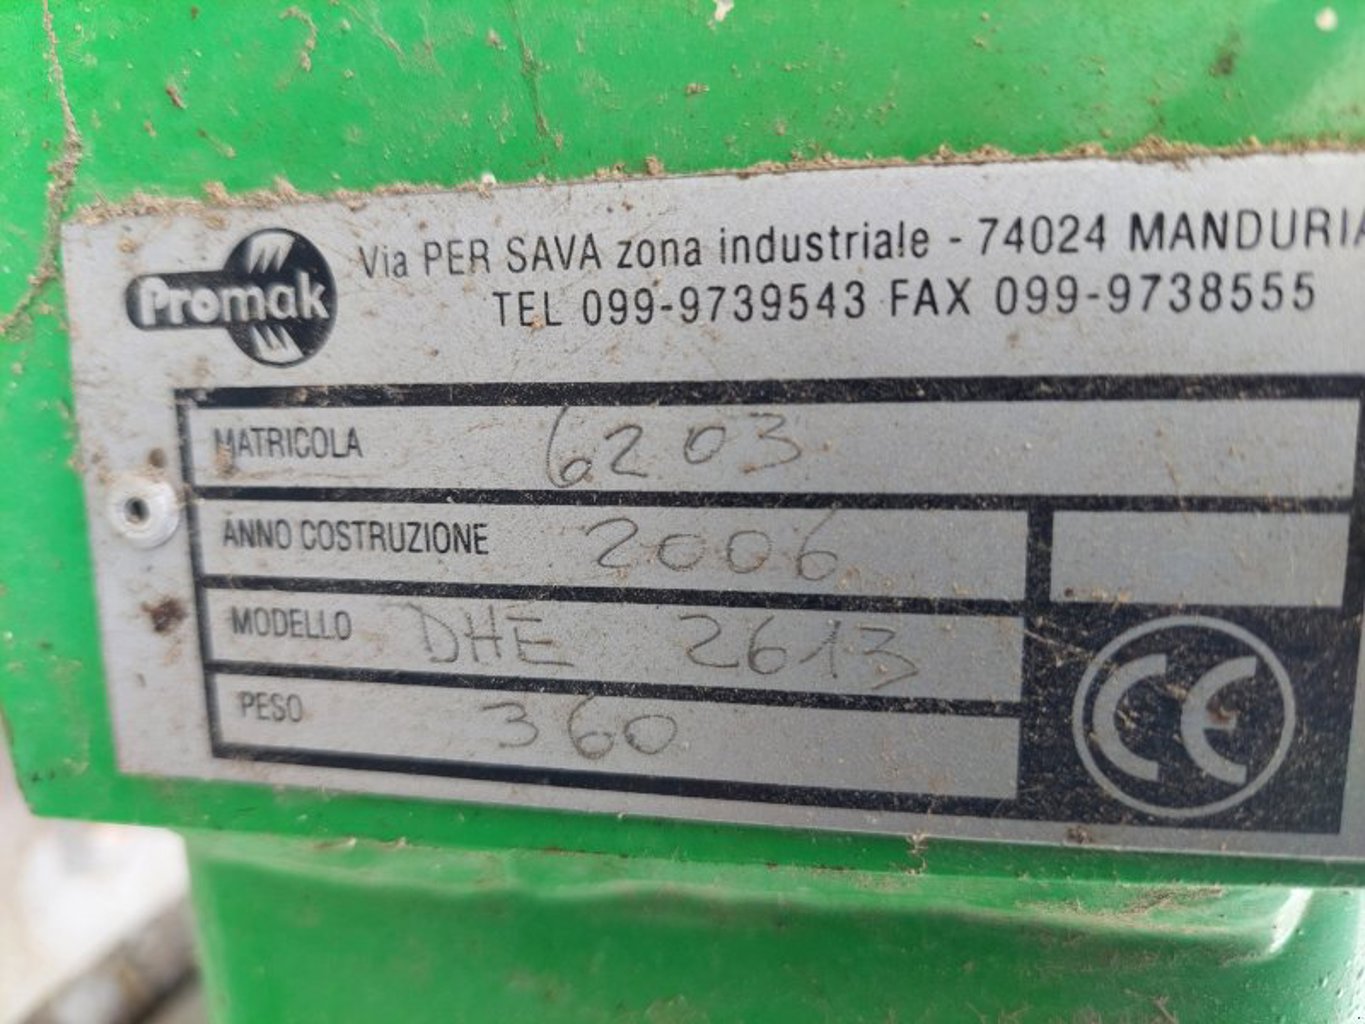 Promak
Via PER SAVA zona industriale - 74024 MANDURIA
TEL 099-9739543 FAX 099-9738555
MATRICOLA 6203
ANNO COSTRUZIONE 2006
MODELLO DHE 2613
PESO 360
CE